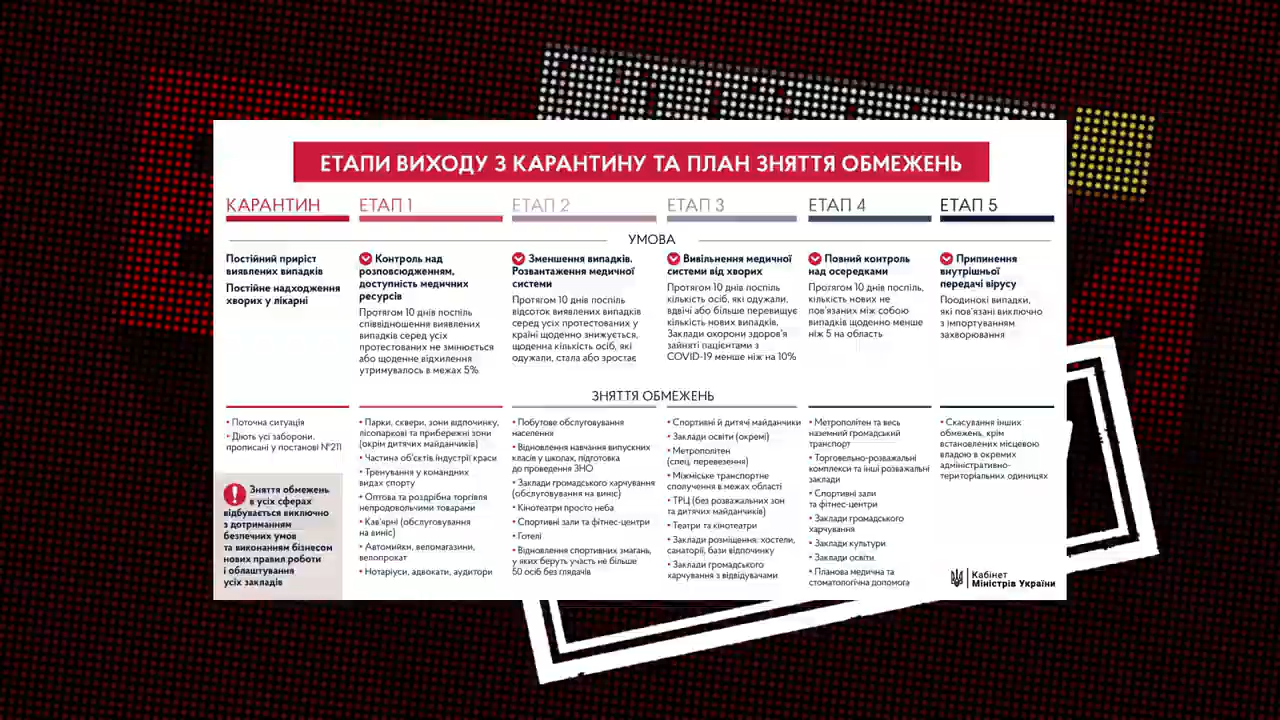 ЕТАПИ ВИХОДУ З КАРАНТИНУ ТА ПЛАН ЗНЯТТЯ ОБМЕЖЕНЬ
КАРАНТИН
ЕТАП 1
ЕТАП 2
ЕТАП 3
ЕТАП 4
ЕТАП 5
УМОВА
Постійний приріст
виявлених випадків
Постійне надходження
хворих у лікарні
Контроль над
розповсюдженням,
доступність медичних
ресурсів
Протягом 10 днів поспіль
співвідношення виявлених
випадків серед усіх
протестованих не змінюється
або щоденне відхилення
утримувалось в межах 5%
Зменшення випадків.
Розвантаження медичної
системи
Протягом 10 днів поспіль
відсоток виявлених випадків
серед усіх протестованих у
країні щоденно знижується,
щоденна кількість осіб, які
одужали, стала або зростає
Вивільнення медичної
системи від хворих
Протягом 10 днів поспіль
кількість осіб, які одужали,
вдвічі або більше перевищує
кількість нових випадків.
Заклади охорони здоров'я
зайняті пацієнтами з
COVID-19 менше ніж на 10%
Повний контроль
над осередками
Протягом 10 днів поспіль,
кількість нових не
пов'язаних між собою
випадків щоденно менше
ніж 5 на область
Припинення
внутрішньої
передачі вірусу
Поодинокі випадки,
які пов'язані виключно
з імпортуванням
захворювання
ЗНЯТТЯ ОБМЕЖЕНЬ
• Поточна ситуація
• Діють усі заборони,
прописані у постанові №211
Зняття обмежень
в усіх сферах
відбувається виключно
з дотриманням
безпечних умов
та виконанням бізнесом
нових правил роботи
і облаштування
усіх закладів
• Парки, сквери, зони відпочинку,
лісопаркові та прибережні зони
(окрім дитячих майданчиків)
• Частина об'єктів індустрії краси
• Тренування у командних
видах спорту
• Оптова та роздрібна торгівля
непродовольчими товарами
• Кав'ярні (обслуговування
на виніс)
• Автомийки, веломагазини,
велопрокат
• Нотаріуси, адвокати, аудитори
• Побутове обслуговування
населення
• Відновлення навчання випускних
класів у школах, підготовка
до проведення ЗНО
• Заклади громадського харчування
(обслуговування на виніс)
• Кінотеатри просто неба
• Спортивні зали та фітнес-центри
• Готелі
• Відновлення спортивних змагань,
у яких беруть участь не більше
50 осіб без глядачів
• Спортивні й дитячі майданчики
• Заклади освіти (окремі)
• Метрополітен
(спец. перевезення)
• Міжміське транспортне
сполучення в межах області
• ТРЦ (без розважальних зон
та дитячих майданчиків)
• Театри та кінотеатри
• Заклади розміщення: хостели,
санаторії, бази відпочинку
• Заклади громадського
харчування з відвідувачами
• Метрополітен та весь
наземний громадський
транспорт
• Торговельно-розважальні
комплекси та інші розважальні
заклади
• Спортивні зали
та фітнес-центри
• Заклади громадського
харчування
• Заклади культури
• Заклади освіти
• Планова медична та
стоматологічна допомога
• Скасування інших
обмежень, крім
встановлених місцевою
владою в окремих
адміністративно-
територіальних одиницях
Кабінет
Міністрів України